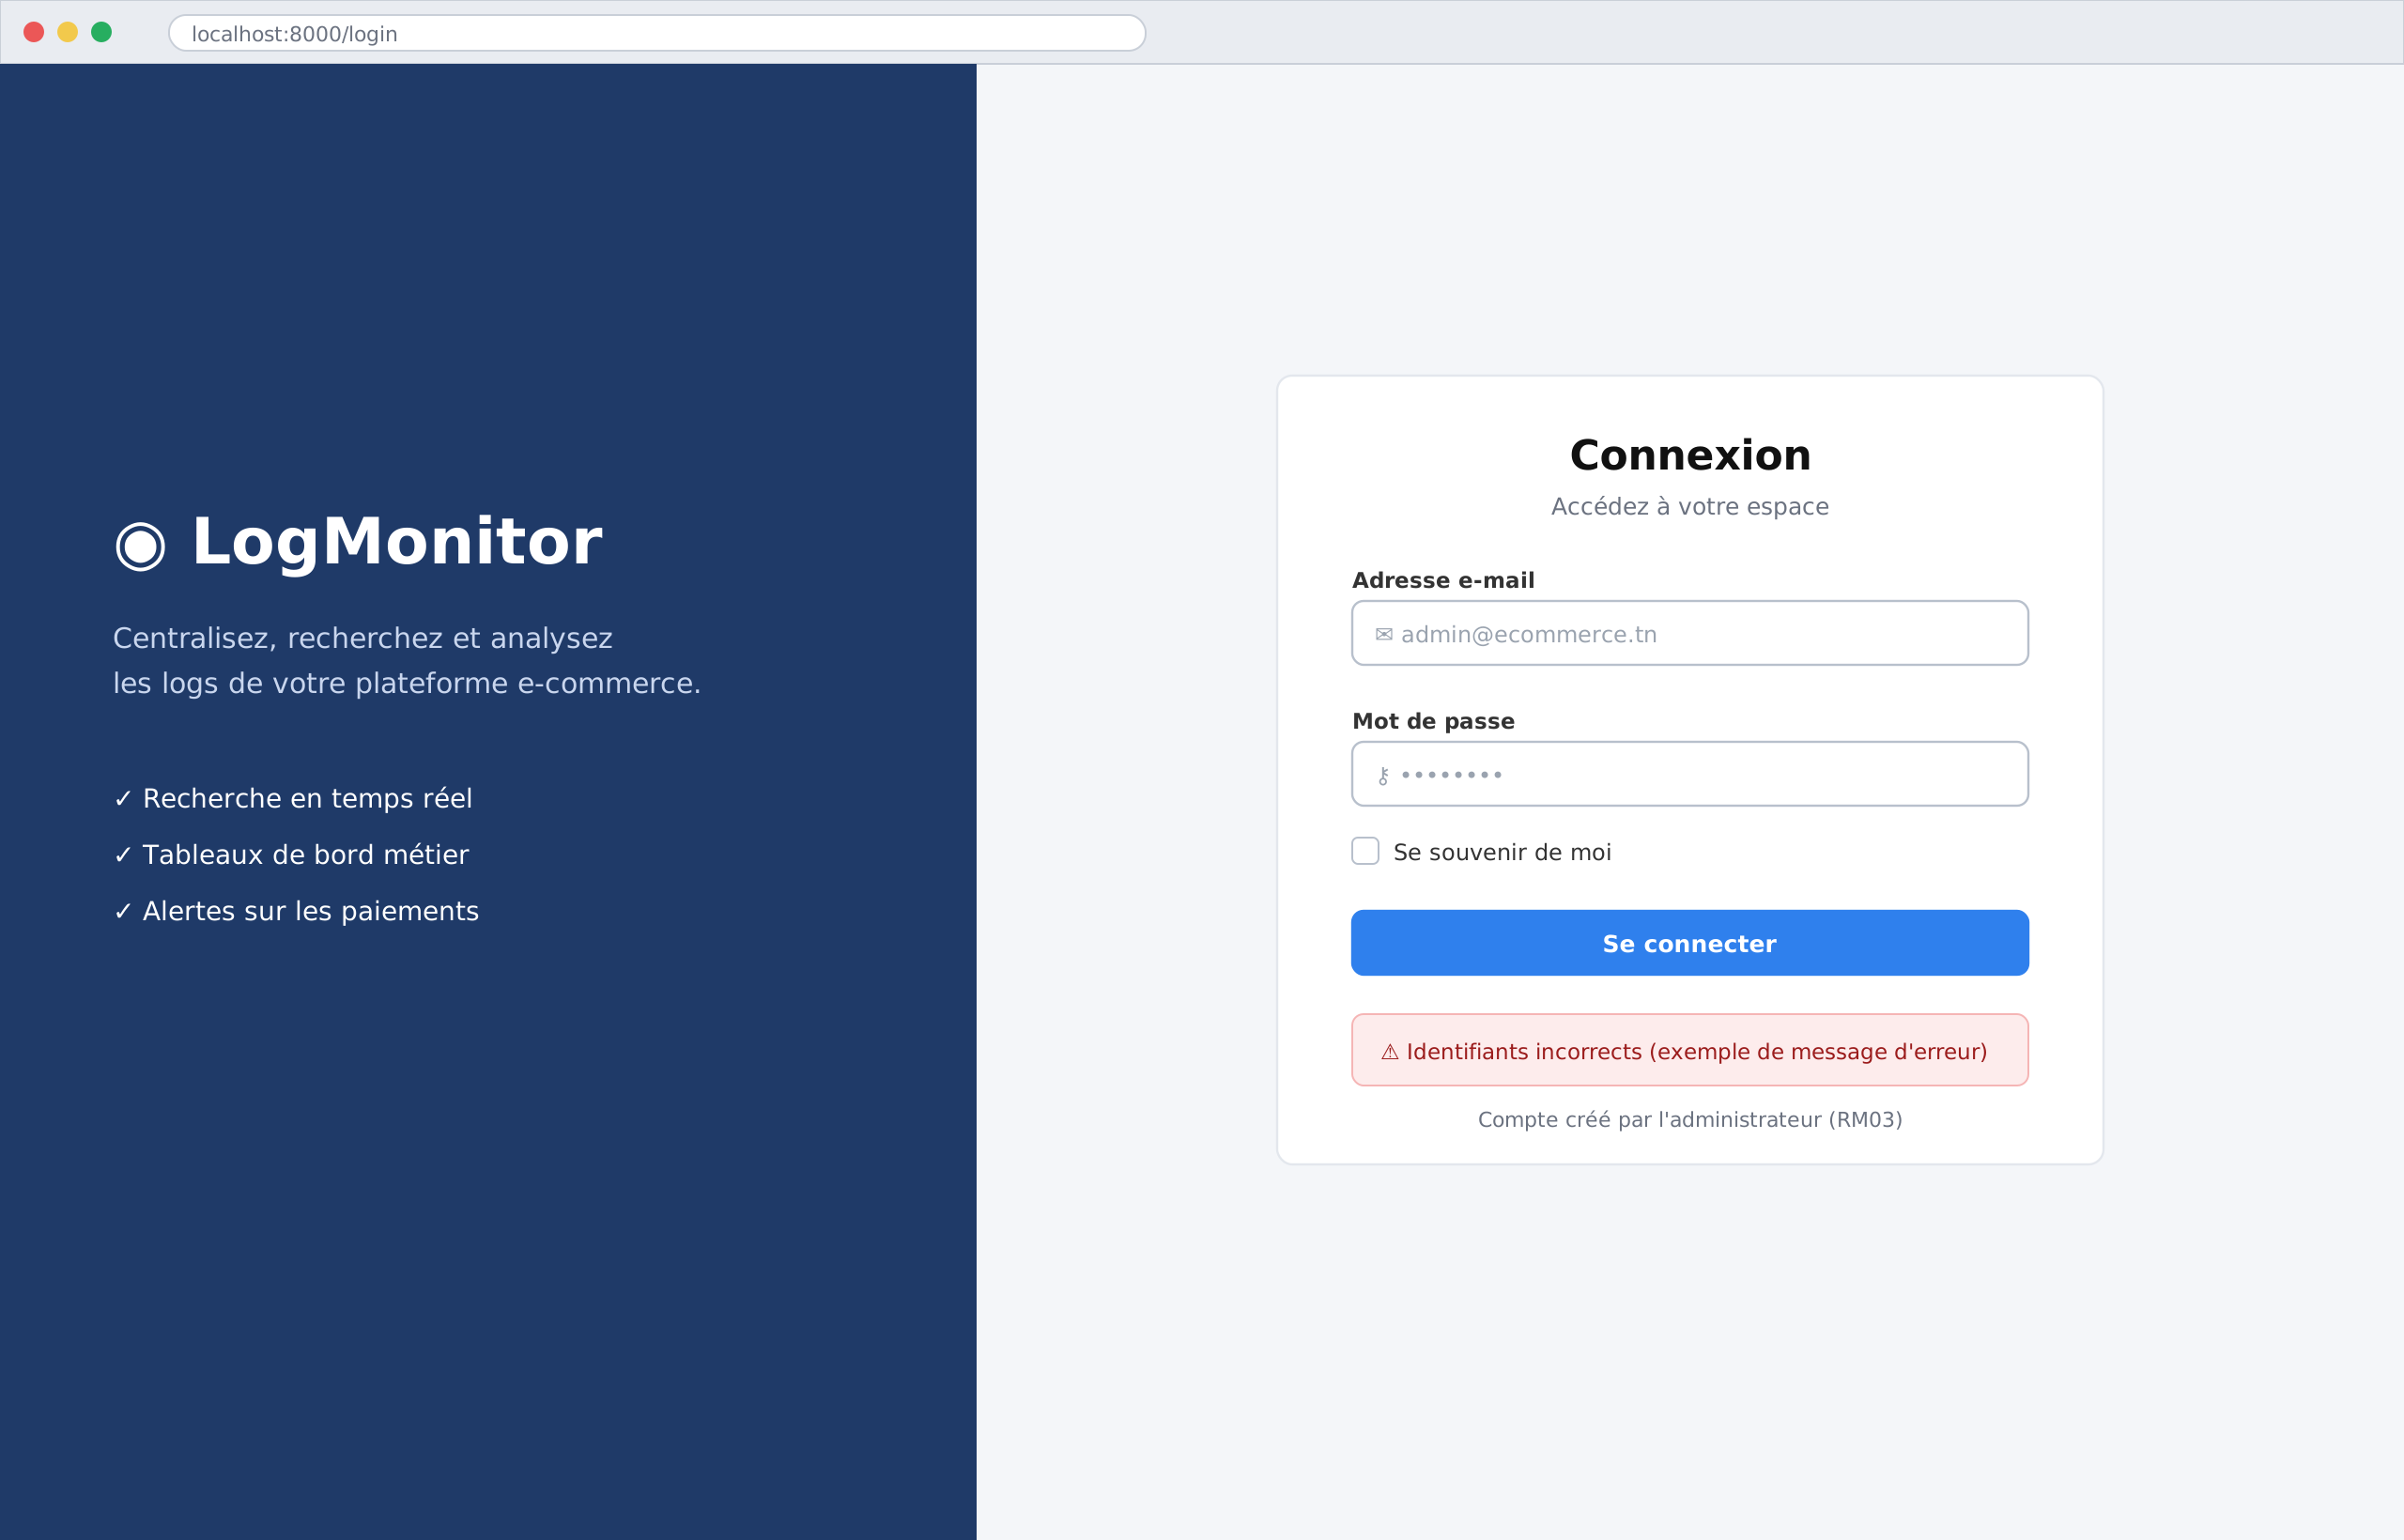 localhost:8000/login
◉ LogMonitor
Centralisez, recherchez et analysez
les logs de votre plateforme e-commerce.
✓ Recherche en temps réel
✓ Tableaux de bord métier
✓ Alertes sur les paiements
Connexion
Accédez à votre espace
Adresse e-mail
✉ admin@ecommerce.tn
Mot de passe
⚷ ••••••••
Se souvenir de moi
Se connecter
⚠ Identifiants incorrects (exemple de message d'erreur)
Compte créé par l'administrateur (RM03)